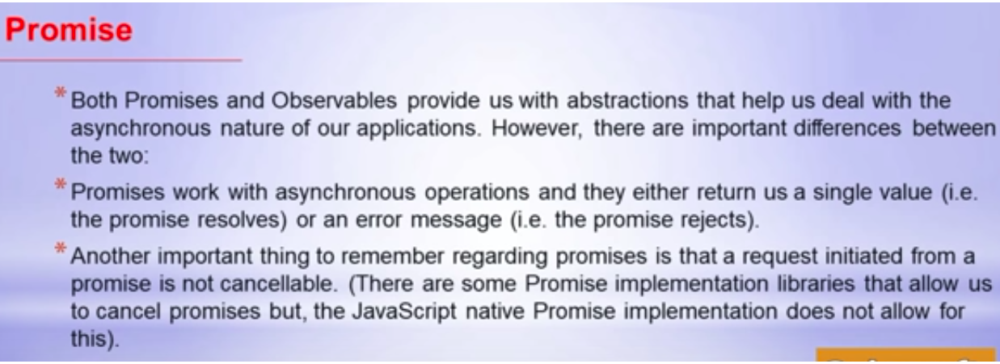 Promise
* Both Promises and Observables provide us with abstractions that help us deal with the
asynchronous nature of our applications. However, there are important differences between
the two:
* Promises work with asynchronous operations and they either return us a single value (i.e.
the promise resolves) or an error message (i.e. the promise rejects).
* Another important thing to remember regarding promises is that a request initiated from a
promise is not cancellable. (There are some Promise implementation libraries that allow us
to cancel promises but, the JavaScript native Promise implementation does not allow for
this).